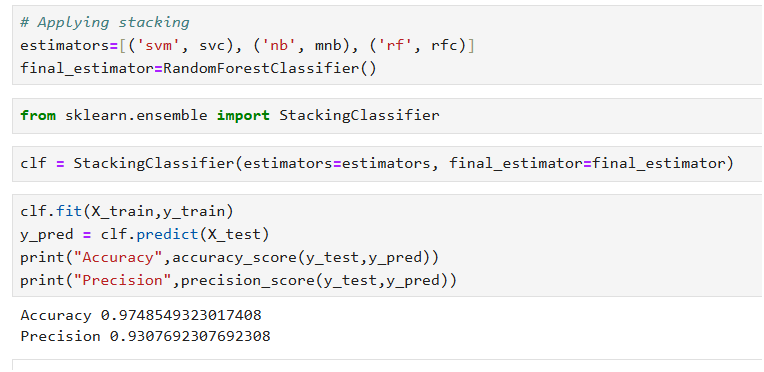 # Applying stacking
estimators=[('svm', svc), ('nb', mnb), ('rf', rfc)]
final_estimator=RandomForestClassifier()
from sklearn.ensemble import StackingClassifier
clf = StackingClassifier(estimators=estimators, final_estimator=final_estimator)
clf.fit(X_train,y_train)
y_pred = clf.predict(X_test)
print("Accuracy",accuracy_score(y_test,y_pred))
print("Precision",precision_score(y_test,y_pred))
Accuracy 0.9748549323017408
Precision 0.9307692307692308